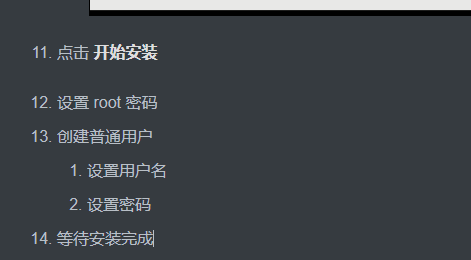 11. 点击 开始安装
12. 设置 root 密码
13. 创建普通用户
1. 设置用户名
2. 设置密码
14. 等待安装完成